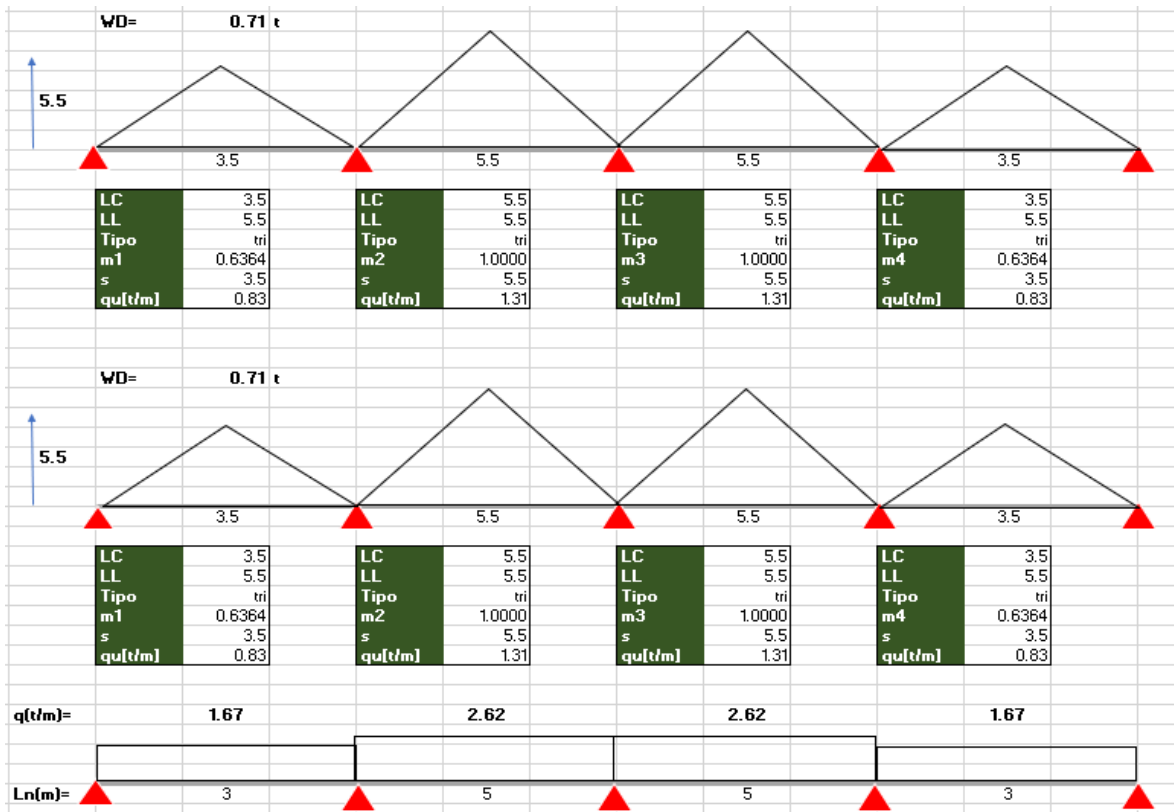 WD= 0.71 t
5.5
3.5 5.5 5.5 3.5
LC 3.5 LC 5.5 LC 5.5 LC 3.5
LL 5.5 LL 5.5 LL 5.5 LL 5.5
Tipo tri Tipo tri Tipo tri Tipo tri
m1 0.6364 m2 1.0000 m3 1.0000 m4 0.6364
s 3.5 s 5.5 s 5.5 s 3.5
qu[t/m] 0.83 qu[t/m] 1.31 qu[t/m] 1.31 qu[t/m] 0.83
WD= 0.71 t
5.5
3.5 5.5 5.5 3.5
LC 3.5 LC 5.5 LC 5.5 LC 3.5
LL 5.5 LL 5.5 LL 5.5 LL 5.5
Tipo tri Tipo tri Tipo tri Tipo tri
m1 0.6364 m2 1.0000 m3 1.0000 m4 0.6364
s 3.5 s 5.5 s 5.5 s 3.5
qu[t/m] 0.83 qu[t/m] 1.31 qu[t/m] 1.31 qu[t/m] 0.83
q(t/m)= 1.67 2.62 2.62 1.67
Ln(m)= 3 5 5 3